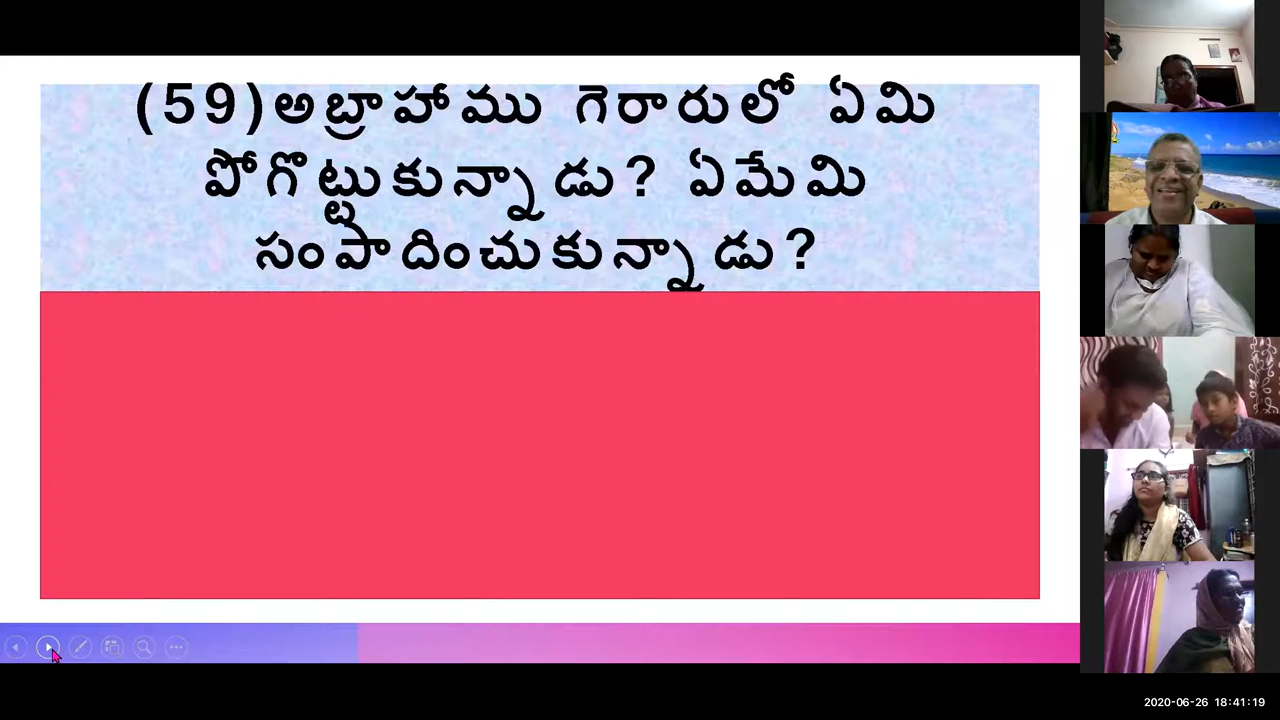 (59)అబ్రాహాము గెరారులో ఏమి
పోగొట్టుకున్నాడు? ఏమేమి
సంపాదించుకున్నాడు?
2020-06-26 18:41:19